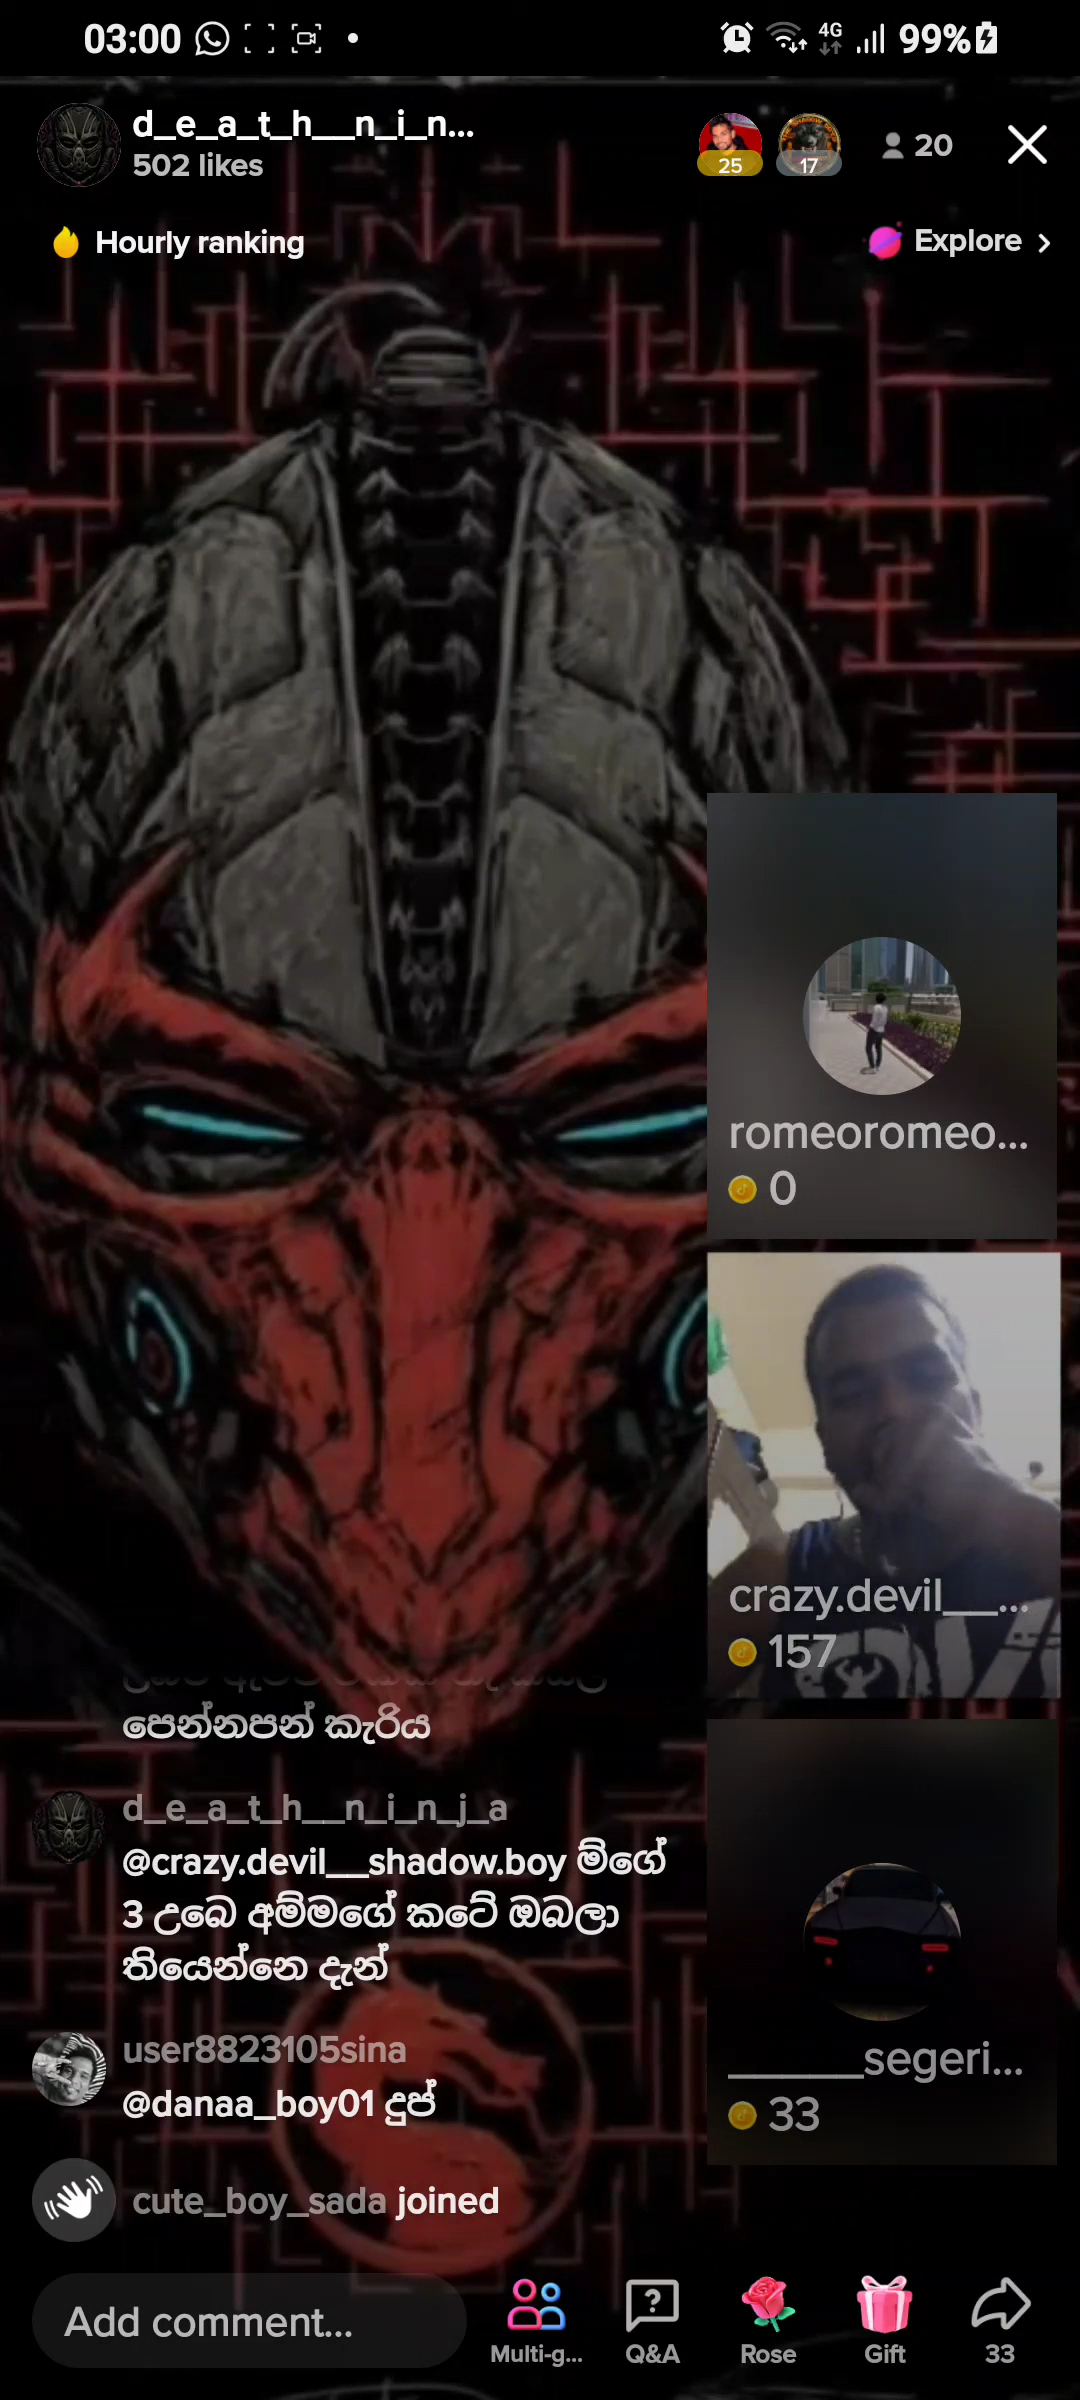 03:00
4G
99%
d_e_a_t_h__n_i_n...
502 likes
25
17
20
Hourly ranking
Explore
romeoromeo...
0
crazy.devil__...
157
පෙන්නපන් කැරිය
d_e_a_t_h__n_i_n_j_a
@crazy.devil__shadow.boy ම්ගේ
3 උබෙ අම්මගේ කටේ ඔබලා
තියෙන්නෙ දැන්
_____segeri...
33
user8823105sina
@danaa_boy01 දුප්
cute_boy_sada joined
Add comment...
Multi-g...
Q&A
Rose
Gift
33